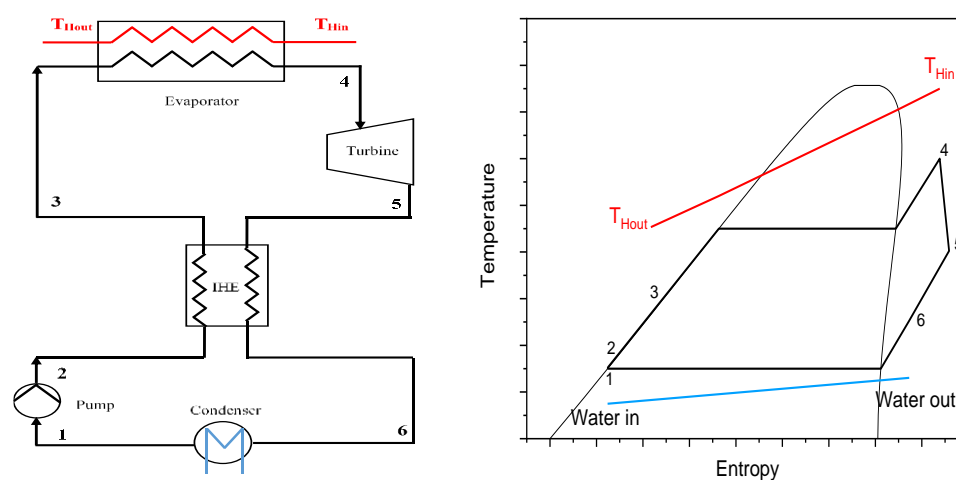 THout
THin
4
Evaporator
Turbine
3
5
IHE
2
Pump
Condenser
1
6
THin
4
THout
5
3
6
2
1
Water in
Water out
Temperature
Entropy